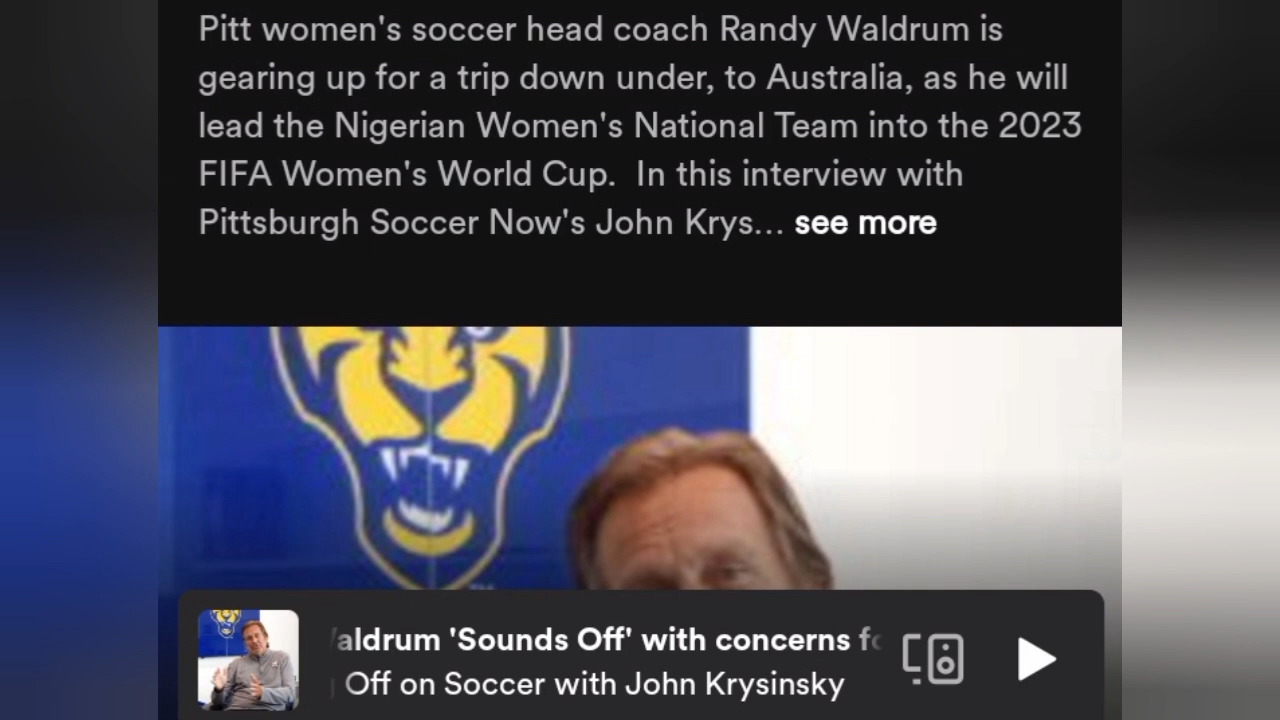 Pitt women's soccer head coach Randy Waldrum is
gearing up for a trip down under, to Australia, as he will
lead the Nigerian Women's National Team into the 2023
FIFA Women's World Cup.  In this interview with
Pittsburgh Soccer Now's John Krys... see more
aldrum 'Sounds Off' with concerns fo
Off on Soccer with John Krysinsky